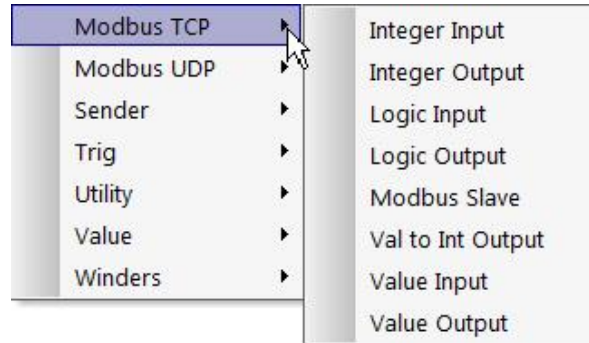 Modbus TCP
Modbus UDP
Sender
Trig
Utility
Value
Winders
Integer Input
Integer Output
Logic Input
Logic Output
Modbus Slave
Val to Int Output
Value Input
Value Output